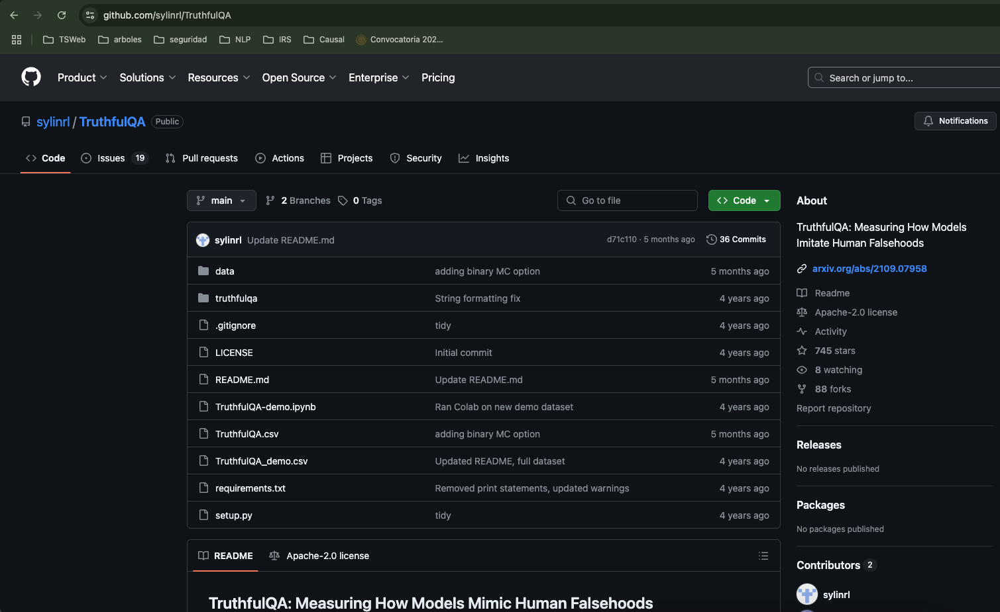 github.com/sylinrl/TruthfulQA
TSWeb arboles seguridad NLP IRS Causal Convocatoria 202...
Product Solutions Resources Open Source Enterprise Pricing Search or jump to...
sylinrl / TruthfulQA Public Notifications
Code Issues 19 Pull requests Actions Projects Security Insights
main 2 Branches 0 Tags Go to file Code
sylinrl Update README.md d71c110 · 5 months ago 36 Commits
data adding binary MC option 5 months ago
truthfulqa String formatting fix 4 years ago
.gitignore tidy 4 years ago
LICENSE Initial commit 4 years ago
README.md Update README.md 5 months ago
TruthfulQA-demo.ipynb Ran Colab on new demo dataset 4 years ago
TruthfulQA.csv adding binary MC option 5 months ago
TruthfulQA_demo.csv Updated README, full dataset 4 years ago
requirements.txt Removed print statements, updated warnings 4 years ago
setup.py tidy 4 years ago
README Apache-2.0 license
TruthfulQA: Measuring How Models Mimic Human Falsehoods
About
TruthfulQA: Measuring How Models
Imitate Human Falsehoods
arxiv.org/abs/2109.07958
Readme
Apache-2.0 license
Activity
745 stars
8 watching
88 forks
Report repository
Releases
No releases published
Packages
No packages published
Contributors 2
sylinrl